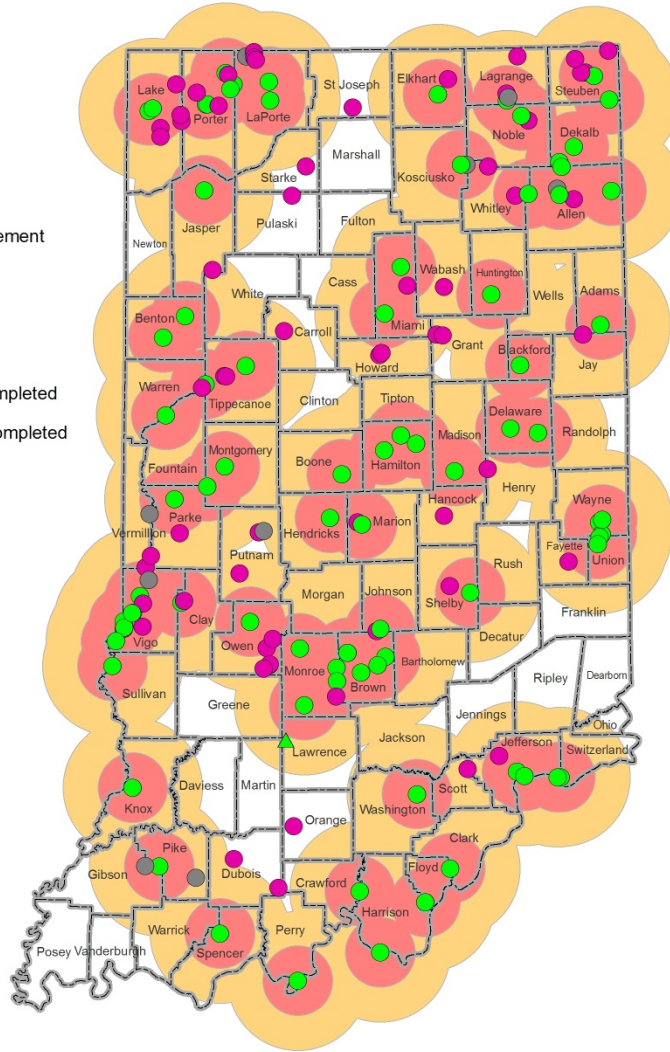 ement
mpleted
ompleted
Lake
Porter
LaPorte
St Joseph
Elkhart
Lagrange
Steuben
Noble
Dekalb
Marshall
Starke
Kosciusko
Whitley
Allen
Jasper
Pulaski
Fulton
Newton
White
Cass
Wabash
Huntington
Wells
Adams
Benton
Carroll
Miami
Grant
Blackford
Jay
Howard
Warren
Tippecanoe
Clinton
Tipton
Delaware
Randolph
Fountain
Montgomery
Boone
Hamilton
Madison
Henry
Wayne
Vermillion
Parke
Putnam
Hendricks
Marion
Hancock
Fayette
Union
Rush
Vigo
Clay
Morgan
Johnson
Shelby
Franklin
Owen
Monroe
Brown
Bartholomew
Decatur
Sullivan
Greene
Ripley
Dearborn
Jennings
Ohio
Lawrence
Jackson
Jefferson
Switzerland
Knox
Daviess
Martin
Orange
Washington
Scott
Clark
Gibson
Pike
Dubois
Crawford
Floyd
Harrison
Posey
Vanderburgh
Warrick
Spencer
Perry